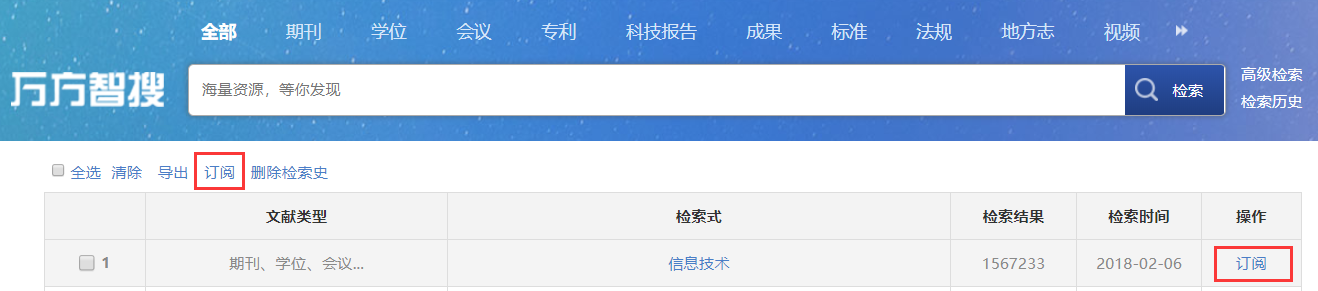 全部 期刊 学位 会议 专利 科技报告 成果 标准 法规 地方志 视频
万方智搜 海量资源，等你发现 检索 高级检索
检索历史
全选 清除 导出 订阅 删除检索史
文献类型 检索式 检索结果 检索时间 操作
1 期刊、学位、会议... 信息技术 1567233 2018-02-06 订阅